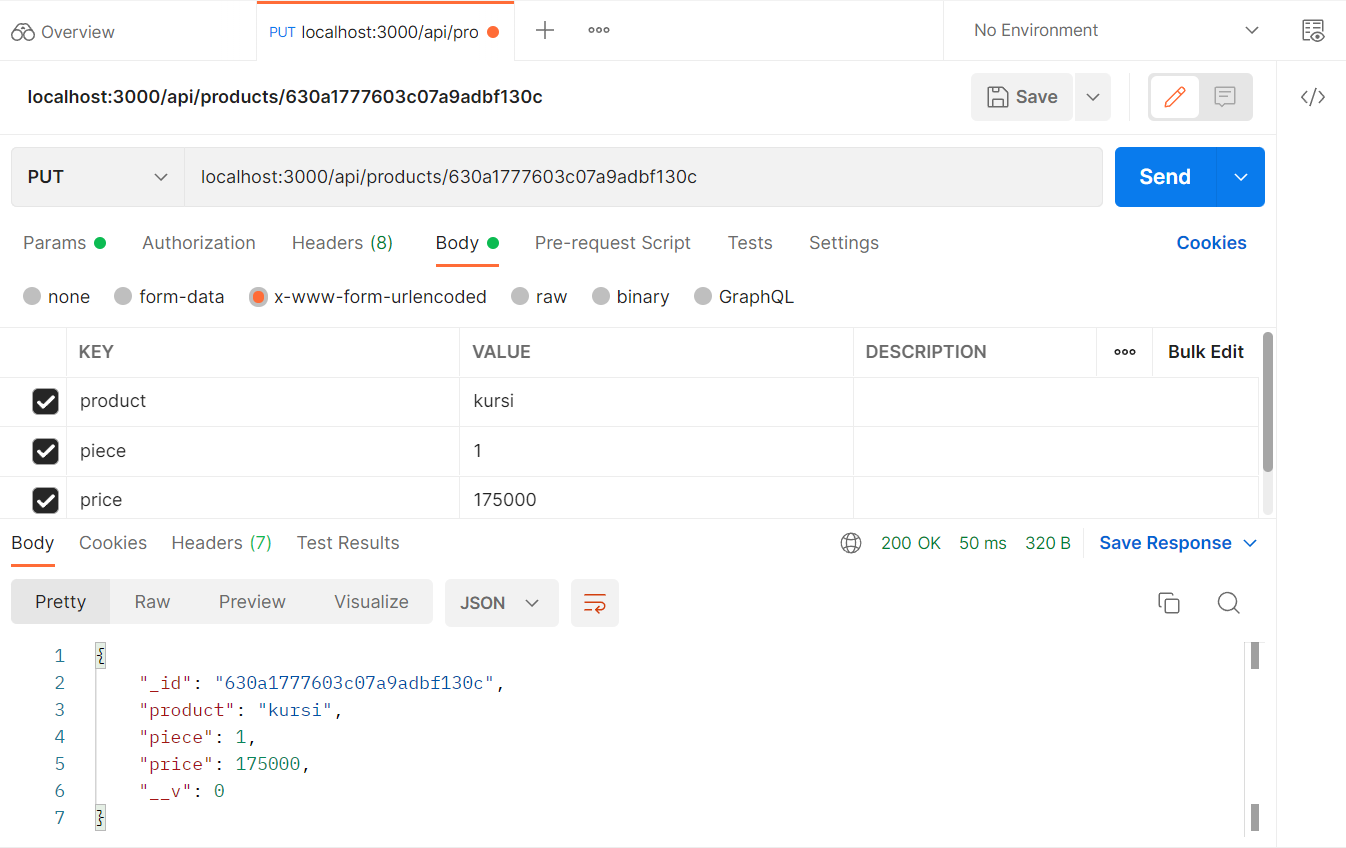 Overview
PUT localhost:3000/api/pro
No Environment
localhost:3000/api/products/630a1777603c07a9adbf130c
Save
PUT
localhost:3000/api/products/630a1777603c07a9adbf130c
Send
Params Authorization Headers (8) Body Pre-request Script Tests Settings Cookies
none form-data x-www-form-urlencoded raw binary GraphQL
KEY VALUE DESCRIPTION Bulk Edit
product kursi
piece 1
price 175000
Body Cookies Headers (7) Test Results 200 OK 50 ms 320 B Save Response
Pretty Raw Preview Visualize JSON
1 {
2 "_id": "630a1777603c07a9adbf130c",
3 "product": "kursi",
4 "piece": 1,
5 "price": 175000,
6 "__v": 0
7 }